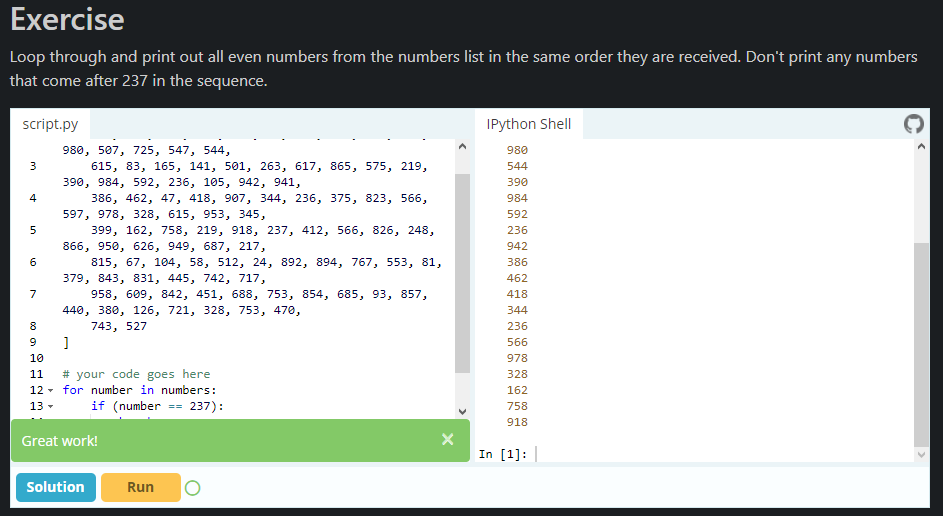 Exercise
Loop through and print out all even numbers from the numbers list in the same order they are received. Don't print any numbers
that come after 237 in the sequence.
script.py
980, 507, 725, 547, 544,
3 615, 83, 165, 141, 501, 263, 617, 865, 575, 219,
390, 984, 592, 236, 105, 942, 941,
4 386, 462, 47, 418, 907, 344, 236, 375, 823, 566,
597, 978, 328, 615, 953, 345,
5 399, 162, 758, 219, 918, 237, 412, 566, 826, 248,
866, 950, 626, 949, 687, 217,
6 815, 67, 104, 58, 512, 24, 892, 894, 767, 553, 81,
379, 843, 831, 445, 742, 717,
7 958, 609, 842, 451, 688, 753, 854, 685, 93, 857,
440, 380, 126, 721, 328, 753, 470,
8 743, 527
9 ]
10
11 # your code goes here
12 for number in numbers:
13 if (number == 237):
Great work!
Solution
Run
IPython Shell
980
544
390
984
592
236
942
386
462
418
344
236
566
978
328
162
758
918
In [1]: